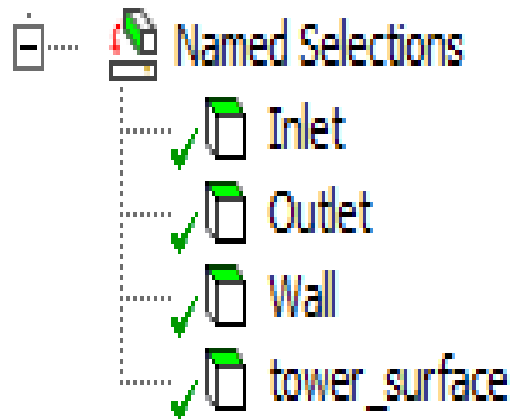 Named Selections
Inlet
Outlet
Wall
tower_surface